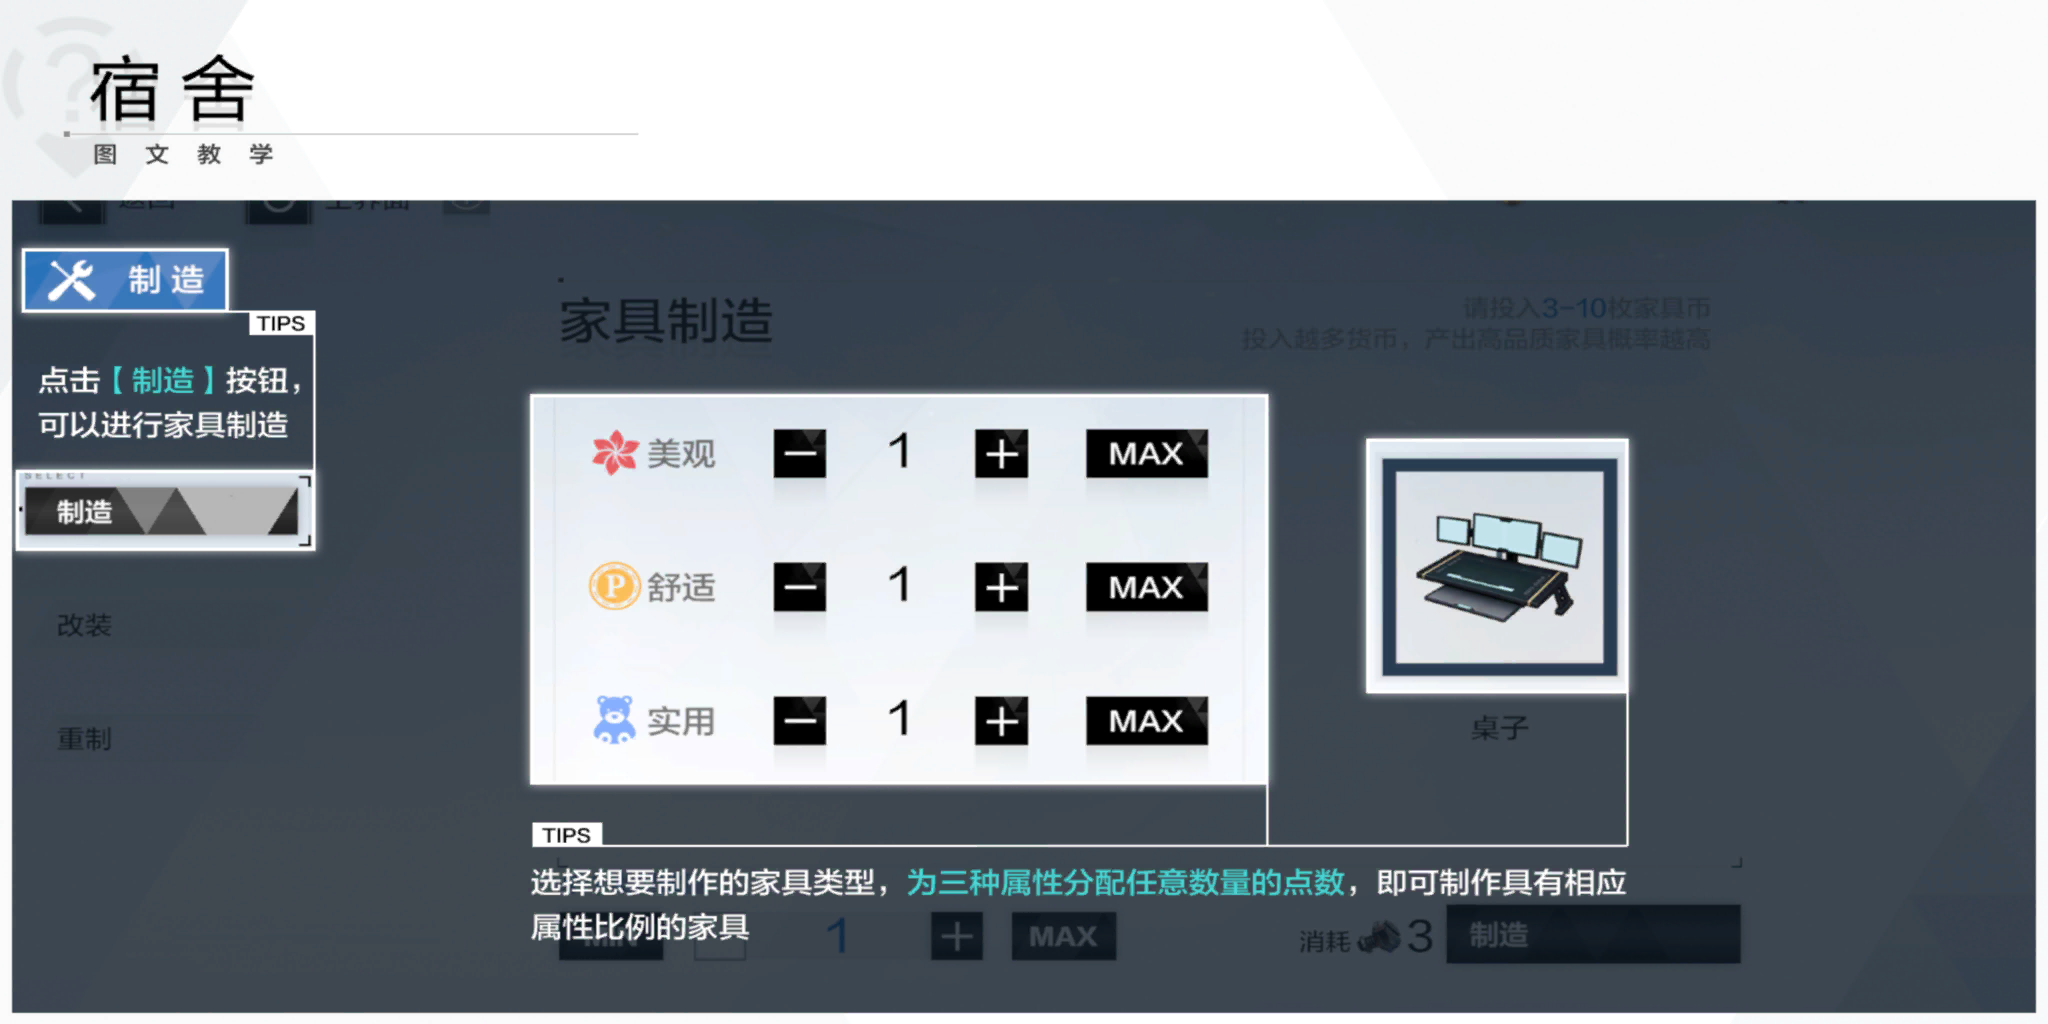 宿舍
图文教学
返回
主界面
制造
TIPS
点击【制造】按钮，
可以进行家具制造
SELECT
制造
改装
重制
家具制造
请投入3-10枚家具币
投入越多货币，产出高品质家具概率越高
美观 1 MAX
舒适 1 MAX
实用 1 MAX
桌子
TIPS
选择想要制作的家具类型，为三种属性分配任意数量的点数，即可制作具有相应
属性比例的家具
MIN 1 MAX
消耗 3 制造